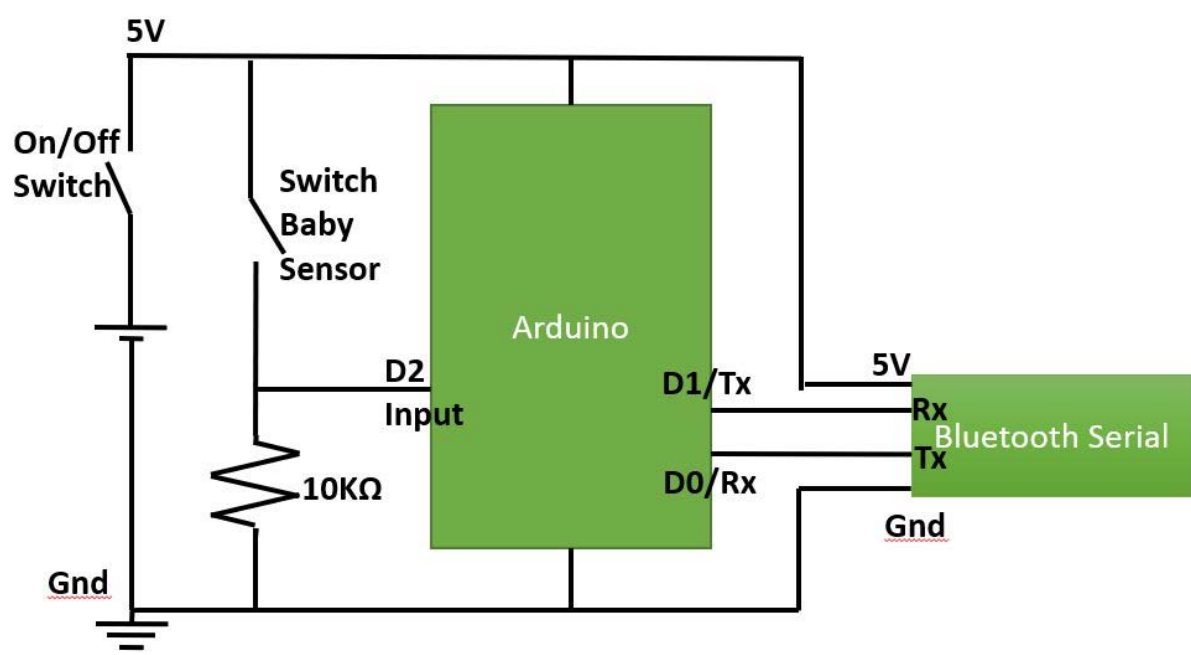 5V
On/Off
Switch
Switch
Baby
Sensor
Arduino
D2
Input
D1/Tx
5V
Rx
Bluetooth Serial
Tx
D0/Rx
10KΩ
Gnd
Gnd